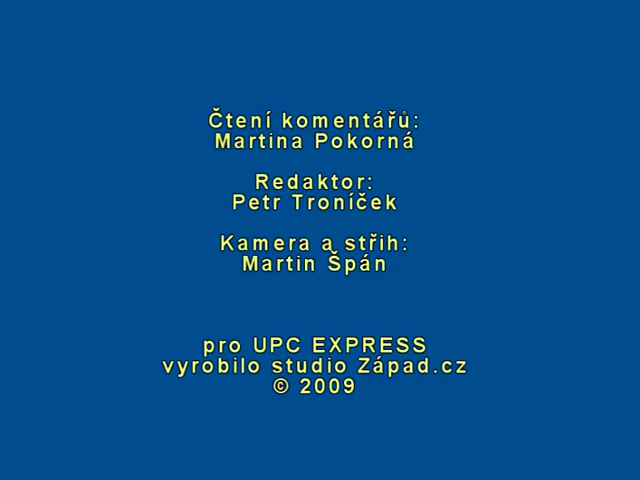 Čtení komentářů:
Martina Pokorná
Redaktor:
Petr Troníček
Kamera a střih:
Martin Špán
pro UPC EXPRESS
vyrobilo studio Západ.cz
© 2009